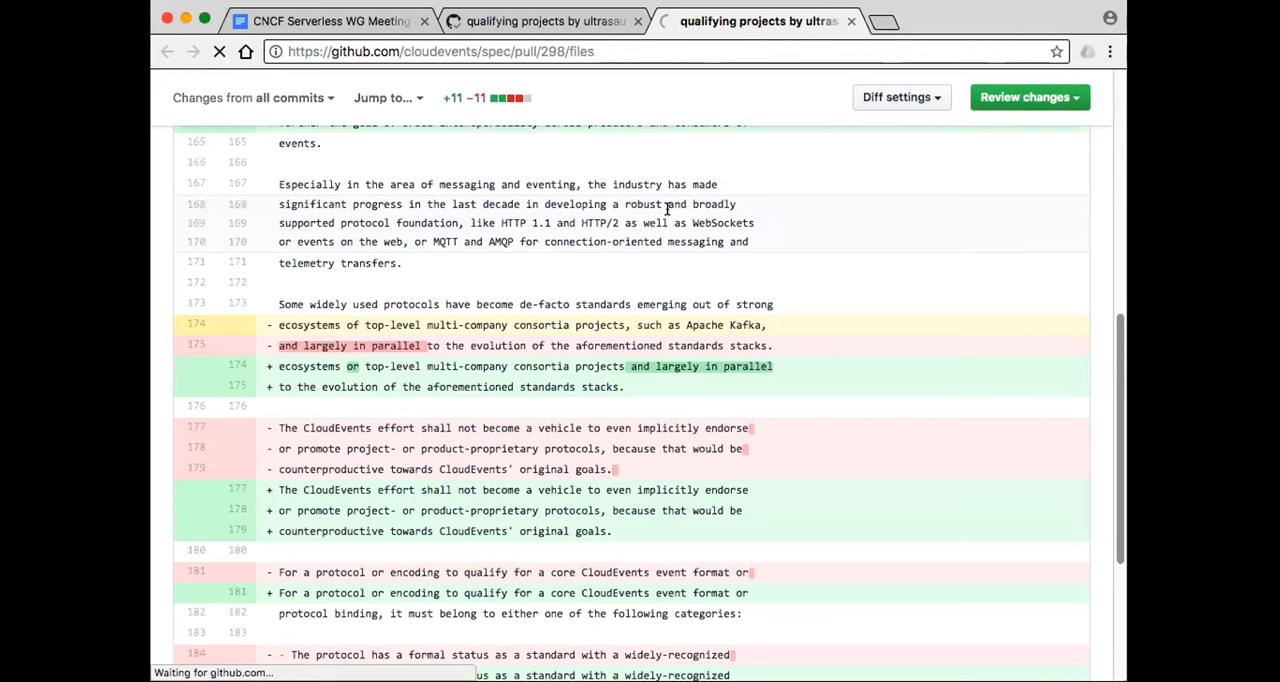 CNCF Serverless WG Meeting
qualifying projects by ultrasau
qualifying projects by ultras
https://github.com/cloudevents/spec/pull/298/files
Changes from all commits Jump to... +11 −11 Diff settings Review changes
165 165 events.
166 166
167 167 Especially in the area of messaging and eventing, the industry has made
168 168 significant progress in the last decade in developing a robust and broadly
169 169 supported protocol foundation, like HTTP 1.1 and HTTP/2 as well as WebSockets
170 170 or events on the web, or MQTT and AMQP for connection-oriented messaging and
171 171 telemetry transfers.
172 172
173 173 Some widely used protocols have become de-facto standards emerging out of strong
174 - ecosystems of top-level multi-company consortia projects, such as Apache Kafka,
175 - and largely in parallel to the evolution of the aforementioned standards stacks.
174 + ecosystems or top-level multi-company consortia projects and largely in parallel
175 + to the evolution of the aforementioned standards stacks.
176 176
177 - The CloudEvents effort shall not become a vehicle to even implicitly endorse
178 - or promote project- or product-proprietary protocols, because that would be
179 - counterproductive towards CloudEvents' original goals.
177 + The CloudEvents effort shall not become a vehicle to even implicitly endorse
178 + or promote project- or product-proprietary protocols, because that would be
179 + counterproductive towards CloudEvents' original goals.
180 180
181 - For a protocol or encoding to qualify for a core CloudEvents event format or
181 + For a protocol or encoding to qualify for a core CloudEvents event format or
182 182 protocol binding, it must belong to either one of the following categories:
183 183
184 - - The protocol has a formal status as a standard with a widely-recognized
us as a standard with a widely-recognized
Waiting for github.com...